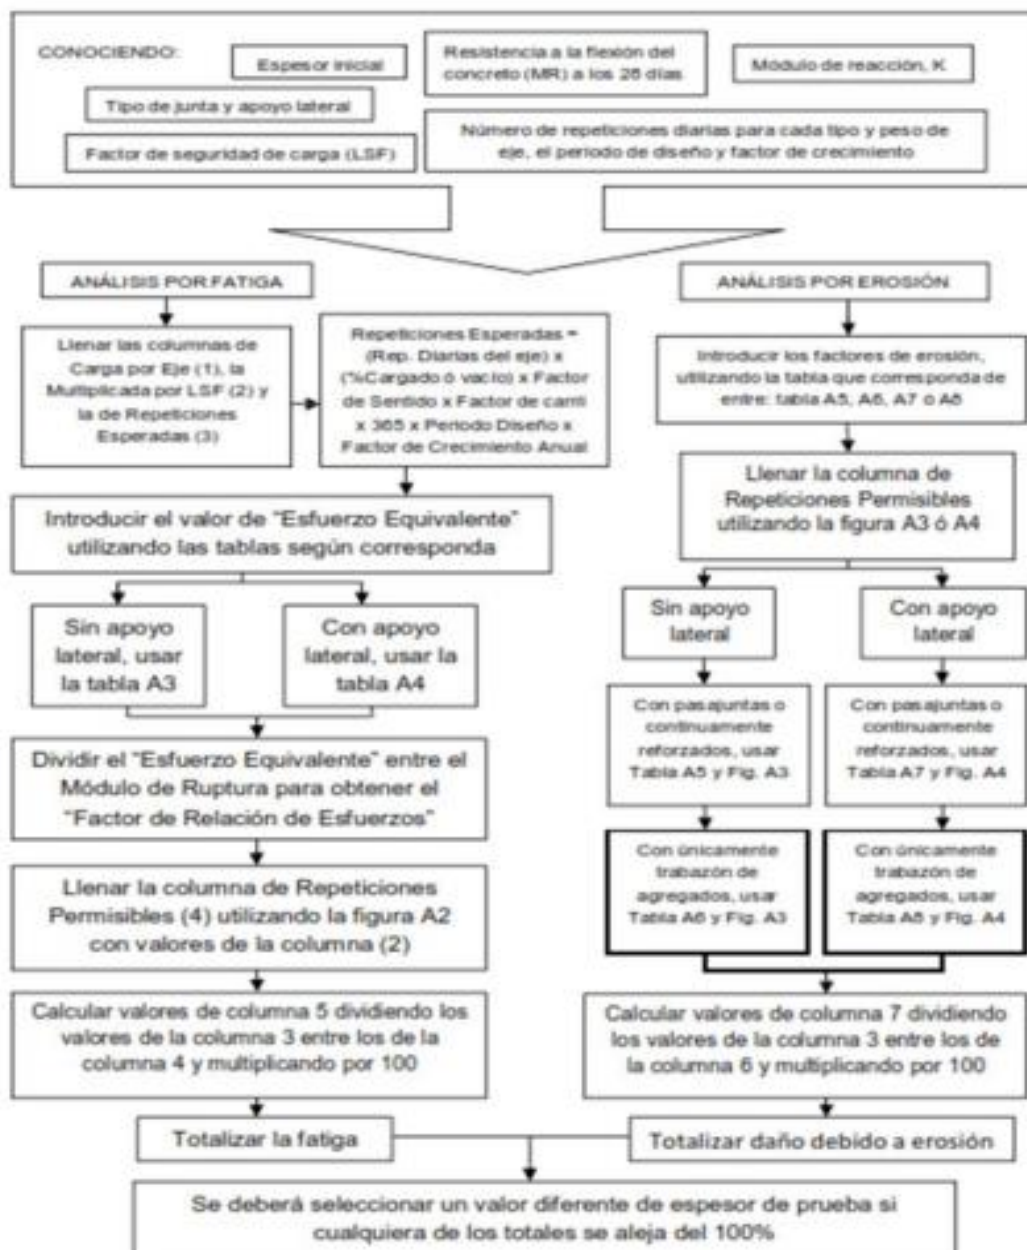 CONOCIENDO:
Espesor inicial
Resistencia a la flexión del
concreto (MR) a los 28 días
Módulo de reacción, K
Tipo de junta y apoyo lateral
Factor de seguridad de carga (LSF)
Número de repeticiones diarias para cada tipo y peso de
eje, el periodo de diseño y factor de crecimiento
ANÁLISIS POR FATIGA
Llenar las columnas de
Carga por Eje (1), la
Multiplicada por LSF (2) y
la de Repeticiones
Esperadas (3)
Repeticiones Esperadas =
(Rep. Diarias del eje) x
(%Cargado ó vacío) x Factor
de Sentido x Factor de carril
x 365 x Periodo Diseño x
Factor de Crecimiento Anual
Introducir el valor de "Esfuerzo Equivalente"
utilizando las tablas según corresponda
Sin apoyo
lateral, usar
la tabla A3
Con apoyo
lateral, usar la
tabla A4
Dividir el "Esfuerzo Equivalente" entre el
Módulo de Ruptura para obtener el
"Factor de Relación de Esfuerzos"
Llenar la columna de Repeticiones
Permisibles (4) utilizando la figura A2
con valores de la columna (2)
Calcular valores de columna 5 dividiendo los
valores de la columna 3 entre los de la
columna 4 y multiplicando por 100
Totalizar la fatiga
ANÁLISIS POR EROSIÓN
Introducir los factores de erosión,
utilizando la tabla que corresponda de
entre: tabla A5, A6, A7 ó A8
Llenar la columna de
Repeticiones Permisibles
utilizando la figura A3 ó A4
Sin apoyo
lateral
Con apoyo
lateral
Con pasajuntas o
continuamente
reforzados, usar
Tabla A5 y Fig. A3
Con pasajuntas o
continuamente
reforzados, usar
Tabla A7 y Fig. A4
Con únicamente
trabazón de
agregados, usar
Tabla A6 y Fig. A3
Con únicamente
trabazón de
agregados, usar
Tabla A8 y Fig. A4
Calcular valores de columna 7 dividiendo
los valores de la columna 3 entre los de
la columna 6 y multiplicando por 100
Totalizar daño debido a erosión
Se deberá seleccionar un valor diferente de espesor de prueba si
cualquiera de los totales se aleja del 100%